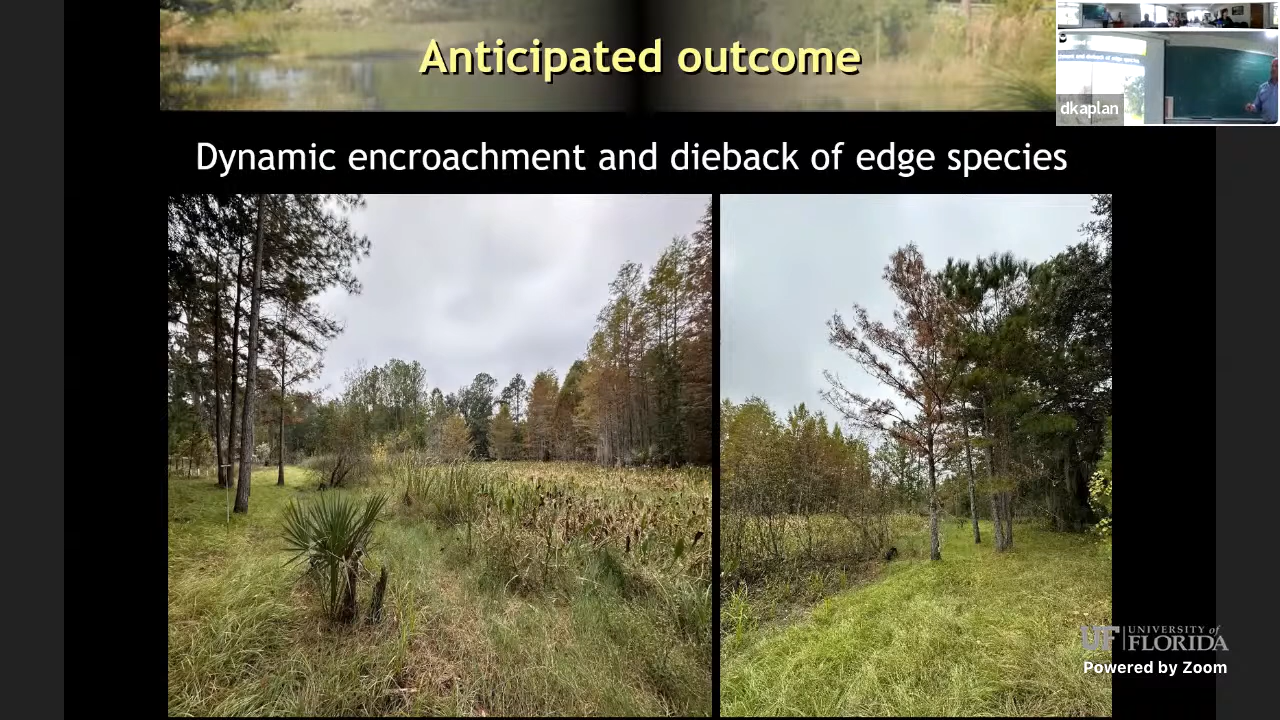 Anticipated outcome
dkaplan
Dynamic encroachment and dieback of edge species
UF UNIVERSITY of
FLORIDA
Powered by Zoom